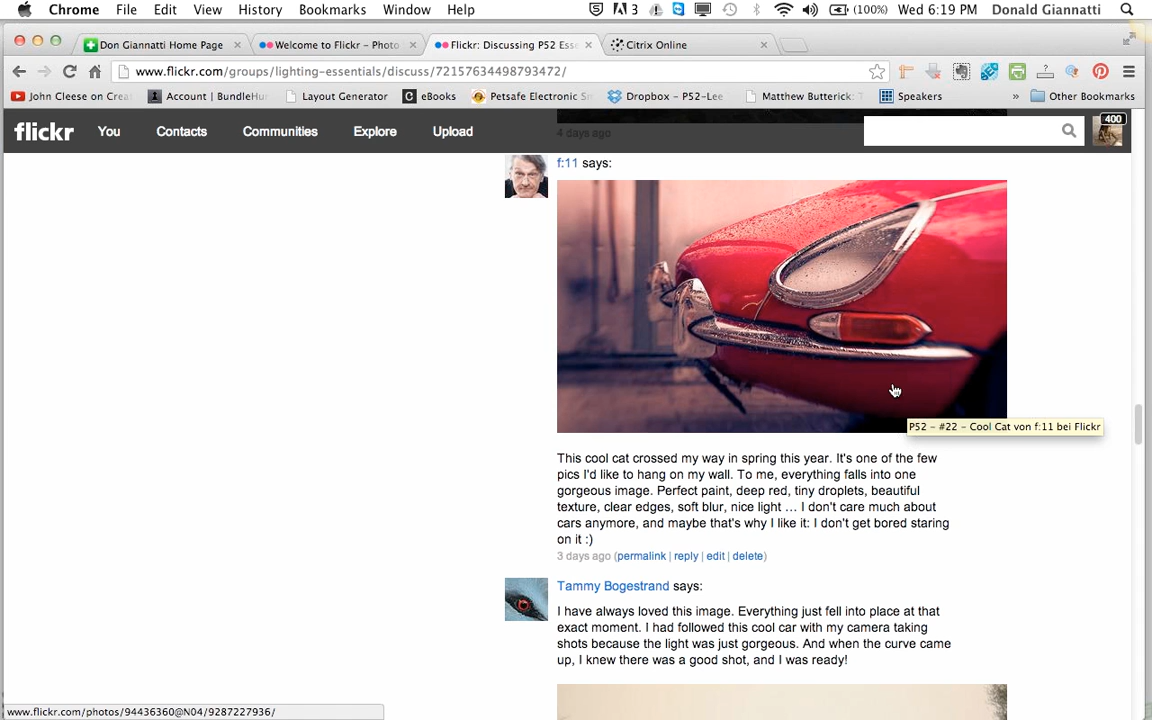 Chrome File Edit View History Bookmarks Window Help 3 (100%) Wed 6:19 PM Donald Giannatti
Don Giannatti Home Page Welcome to Flickr - Photo Flickr: Discussing P52 Esse Citrix Online
www.flickr.com/groups/lighting-essentials/discuss/72157634498793472/
John Cleese on Crea Account | BundleHu Layout Generator eBooks Petsafe Electronic Sm Dropbox - P52-Lee Matthew Butterick: T Speakers » Other Bookmarks
flickr You Contacts Communities Explore Upload 400
4 days ago
f:11 says:
P52 - #22 - Cool Cat von f:11 bei Flickr
This cool cat crossed my way in spring this year. It's one of the few
pics I'd like to hang on my wall. To me, everything falls into one
gorgeous image. Perfect paint, deep red, tiny droplets, beautiful
texture, clear edges, soft blur, nice light ... I don't care much about
cars anymore, and maybe that's why I like it: I don't get bored staring
on it :)
3 days ago (permalink | reply | edit | delete)
Tammy Bogestrand says:
I have always loved this image. Everything just fell into place at that
exact moment. I had followed this cool car with my camera taking
shots because the light was just gorgeous. And when the curve came
up, I knew there was a good shot, and I was ready!
www.flickr.com/photos/94436360@N04/9287227936/